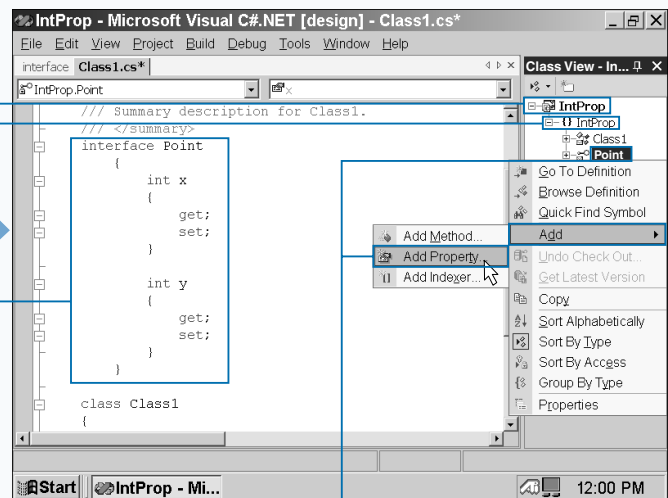 IntProp - Microsoft Visual C#.NET [design] - Class1.cs*
File Edit View Project Build Debug Tools Window Help
interface Class1.cs*
IntProp.Point
/// Summary description for Class1.
/// </summary>
interface Point
{
int x
{
get;
set;
}
int y
{
get;
set;
}
}
class Class1
{
Class View - In...
IntProp
{} IntProp
Class1
Point
Go To Definition
Browse Definition
Quick Find Symbol
Add
Undo Check Out...
Get Latest Version
Copy
Sort Alphabetically
Sort By Type
Sort By Access
Group By Type
Properties
Add Method...
Add Property...
Add Indexer...
Start
IntProp - Mi...
12:00 PM